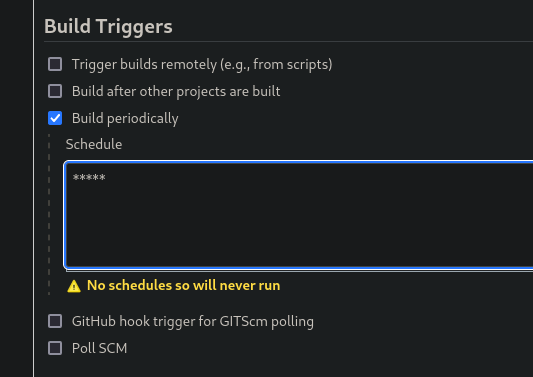 Build Triggers
Trigger builds remotely (e.g., from scripts)
Build after other projects are built
Build periodically
Schedule
*****
No schedules so will never run
GitHub hook trigger for GITScm polling
Poll SCM